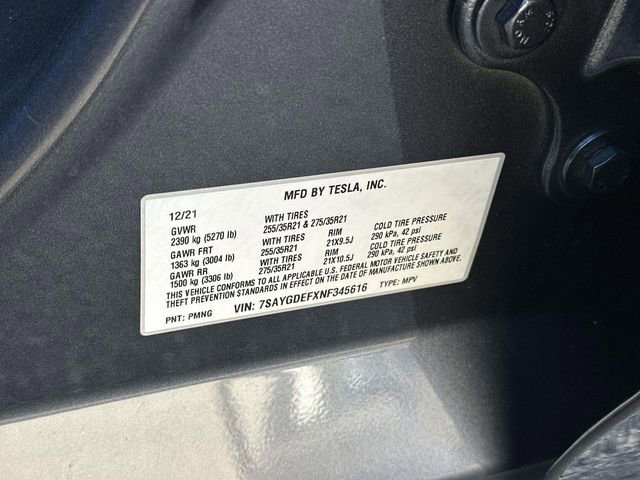 MFD BY TESLA, INC.
12/21
GVWR WITH TIRES
2390 kg (5270 lb) 255/35R21 & 275/35R21
GAWR FRT WITH TIRES RIM COLD TIRE PRESSURE
1363 kg (3004 lb) 255/35R21 21X9.5J 290 kPa, 42 psi
GAWR RR WITH TIRES RIM COLD TIRE PRESSURE
1500 kg (3306 lb) 275/35R21 21X10.5J 290 kPa, 42 psi
THIS VEHICLE CONFORMS TO ALL APPLICABLE U.S. FEDERAL MOTOR VEHICLE SAFETY AND
THEFT PREVENTION STANDARDS IN EFFECT ON THE DATE OF MANUFACTURE SHOWN ABOVE.
PNT: PMNG VIN: 7SAYGDEFXNF345616 TYPE: MPV